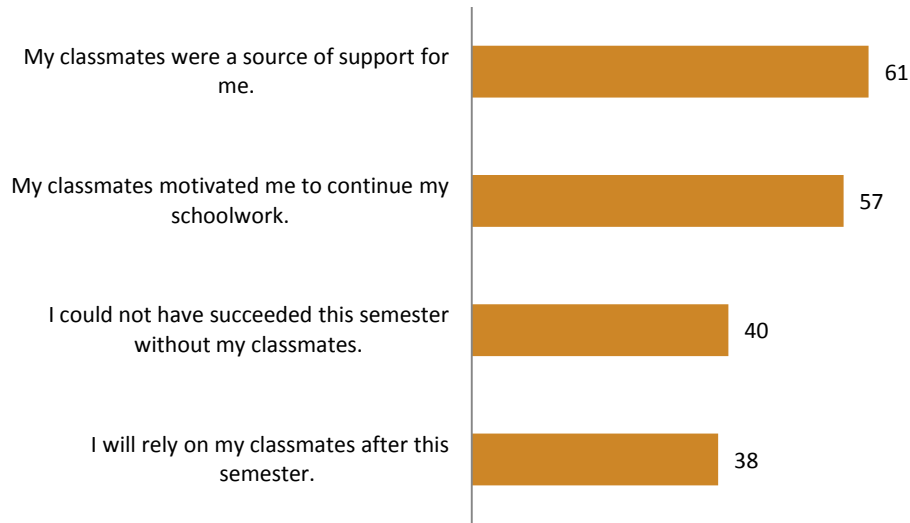 My classmates were a source of support for
me.
61
My classmates motivated me to continue my
schoolwork.
57
I could not have succeeded this semester
without my classmates.
40
I will rely on my classmates after this
semester.
38